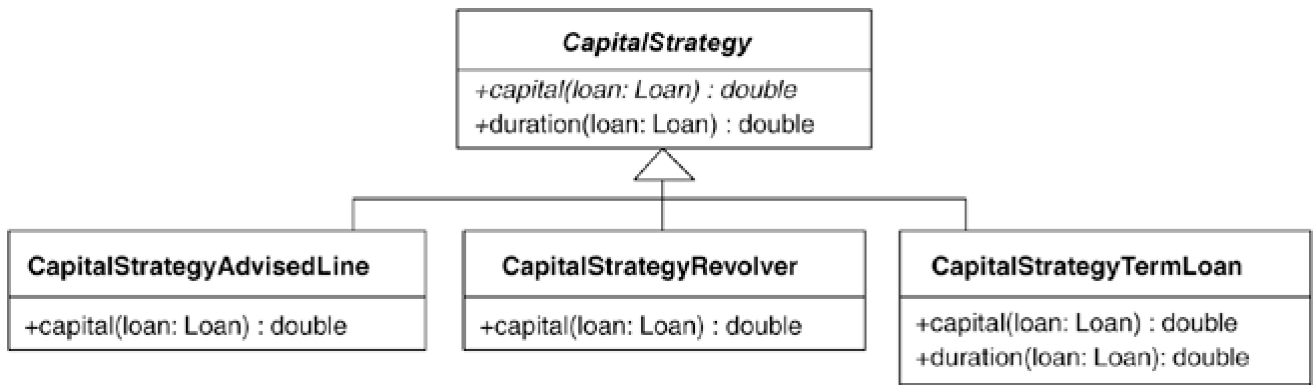 CapitalStrategy
+capital(loan: Loan) : double
+duration(loan: Loan) : double
CapitalStrategyAdvisedLine
+capital(loan: Loan) : double
CapitalStrategyRevolver
+capital(loan: Loan) : double
CapitalStrategyTermLoan
+capital(loan: Loan) : double
+duration(loan: Loan): double